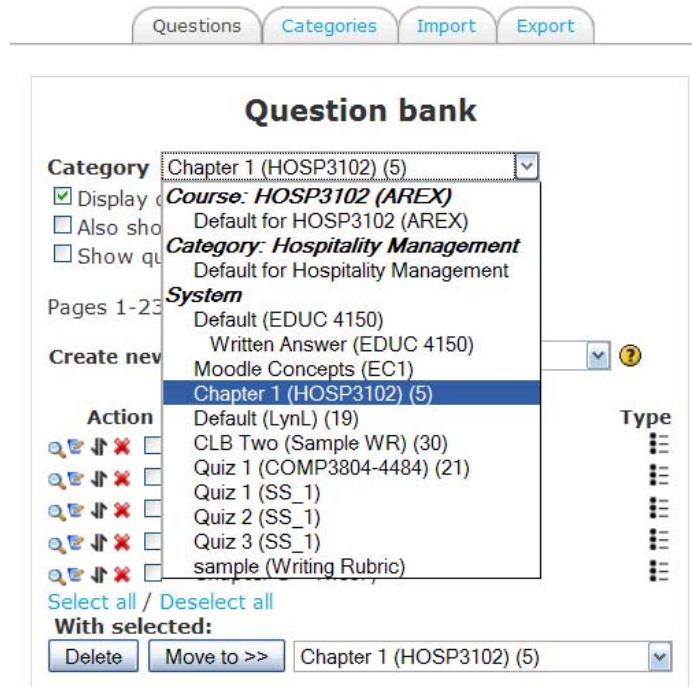 Questions Categories Import Export
Question bank
Category Chapter 1 (HOSP3102) (5)
Display
Course: HOSP3102 (AREX)
Also
Default for HOSP3102 (AREX)
Category: Hospitality Management
Show
Default for Hospitality Management
System
Pages 1-23
Default (EDUC 4150)
Written Answer (EDUC 4150)
Create
Moodle Concepts (EC1)
Chapter 1 (HOSP3102) (5)
Action Default (LynL) (19) Type
CLB Two (Sample WR) (30)
Quiz 1 (COMP3804-4484) (21)
Quiz 1 (SS_1)
Quiz 2 (SS_1)
Quiz 3 (SS_1)
sample (Writing Rubric)
Select all / Deselect all
With selected:
Delete Move to >> Chapter 1 (HOSP3102) (5)